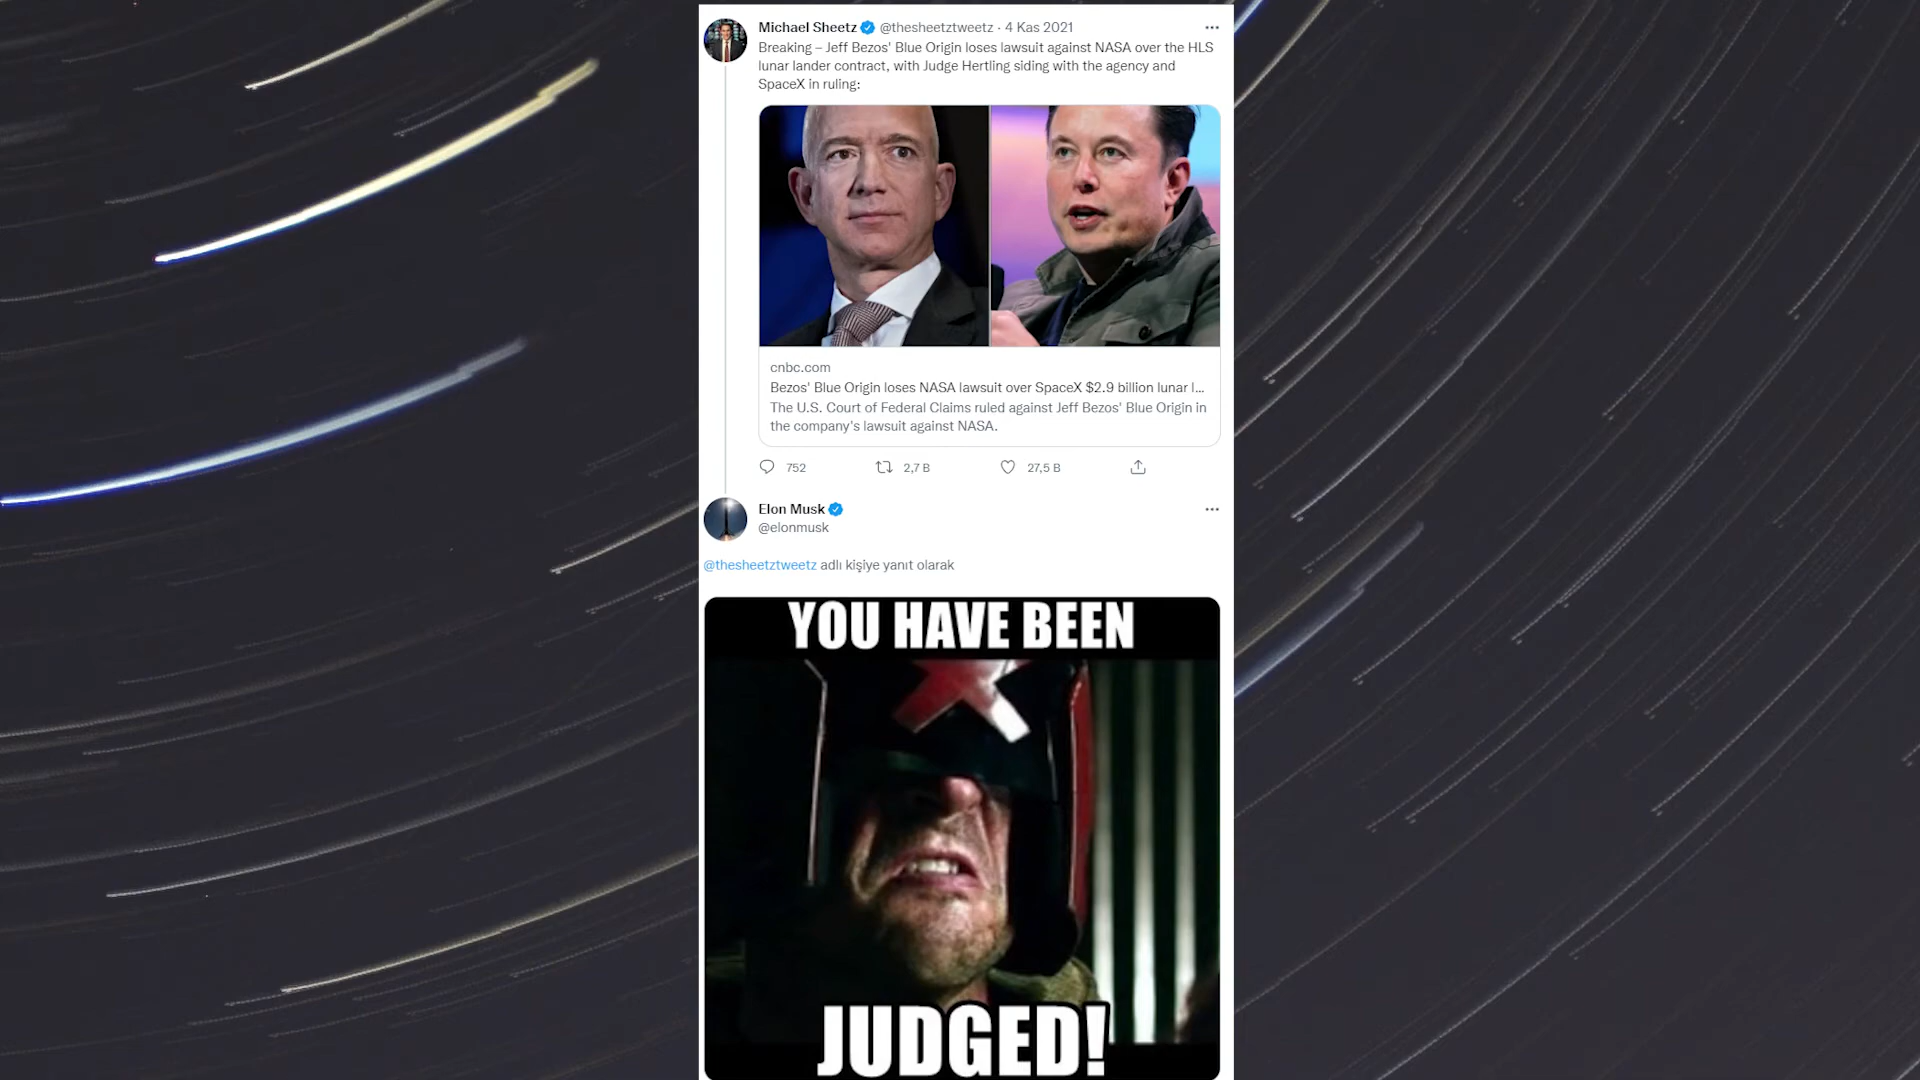 Michael Sheetz @thesheetztweetz · 4 Kas 2021
Breaking – Jeff Bezos' Blue Origin loses lawsuit against NASA over the HLS
lunar lander contract, with Judge Hertling siding with the agency and
SpaceX in ruling:
cnbc.com
Bezos' Blue Origin loses NASA lawsuit over SpaceX $2.9 billion lunar l...
The U.S. Court of Federal Claims ruled against Jeff Bezos' Blue Origin in
the company's lawsuit against NASA.
752 2,7 B 27,5 B
Elon Musk
@elonmusk
@thesheetztweetz adlı kişiye yanıt olarak
YOU HAVE BEEN
JUDGED!